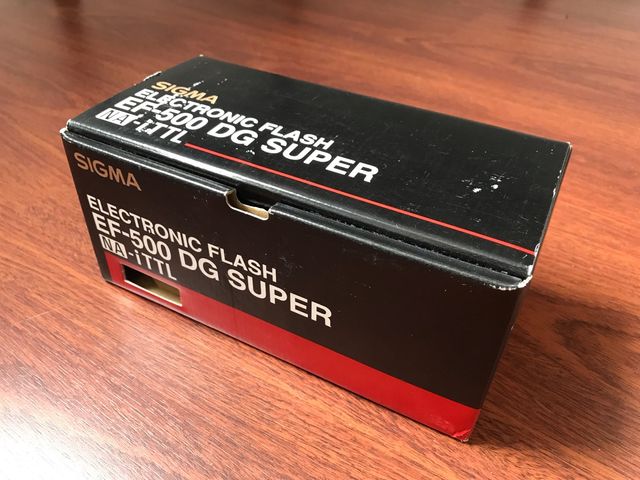 SIGMA
ELECTRONIC FLASH
EF-500 DG SUPER
NA-iTTL
SIGMA
ELECTRONIC FLASH
EF-500 DG SUPER
NA-iTTL